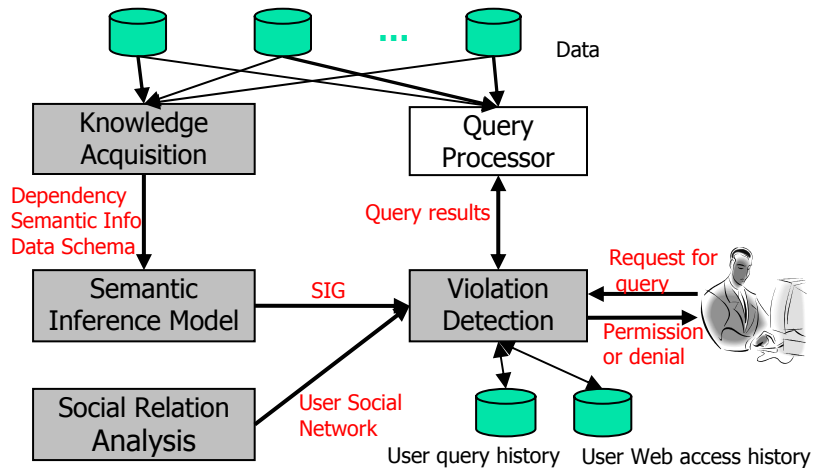 ...
Data
Knowledge
Acquisition
Query
Processor
Dependency
Semantic Info
Data Schema
Query results
Request for
query
Semantic
Inference Model
SIG
Violation
Detection
Permission
or denial
Social Relation
Analysis
User Social
Network
User query history
User Web access history